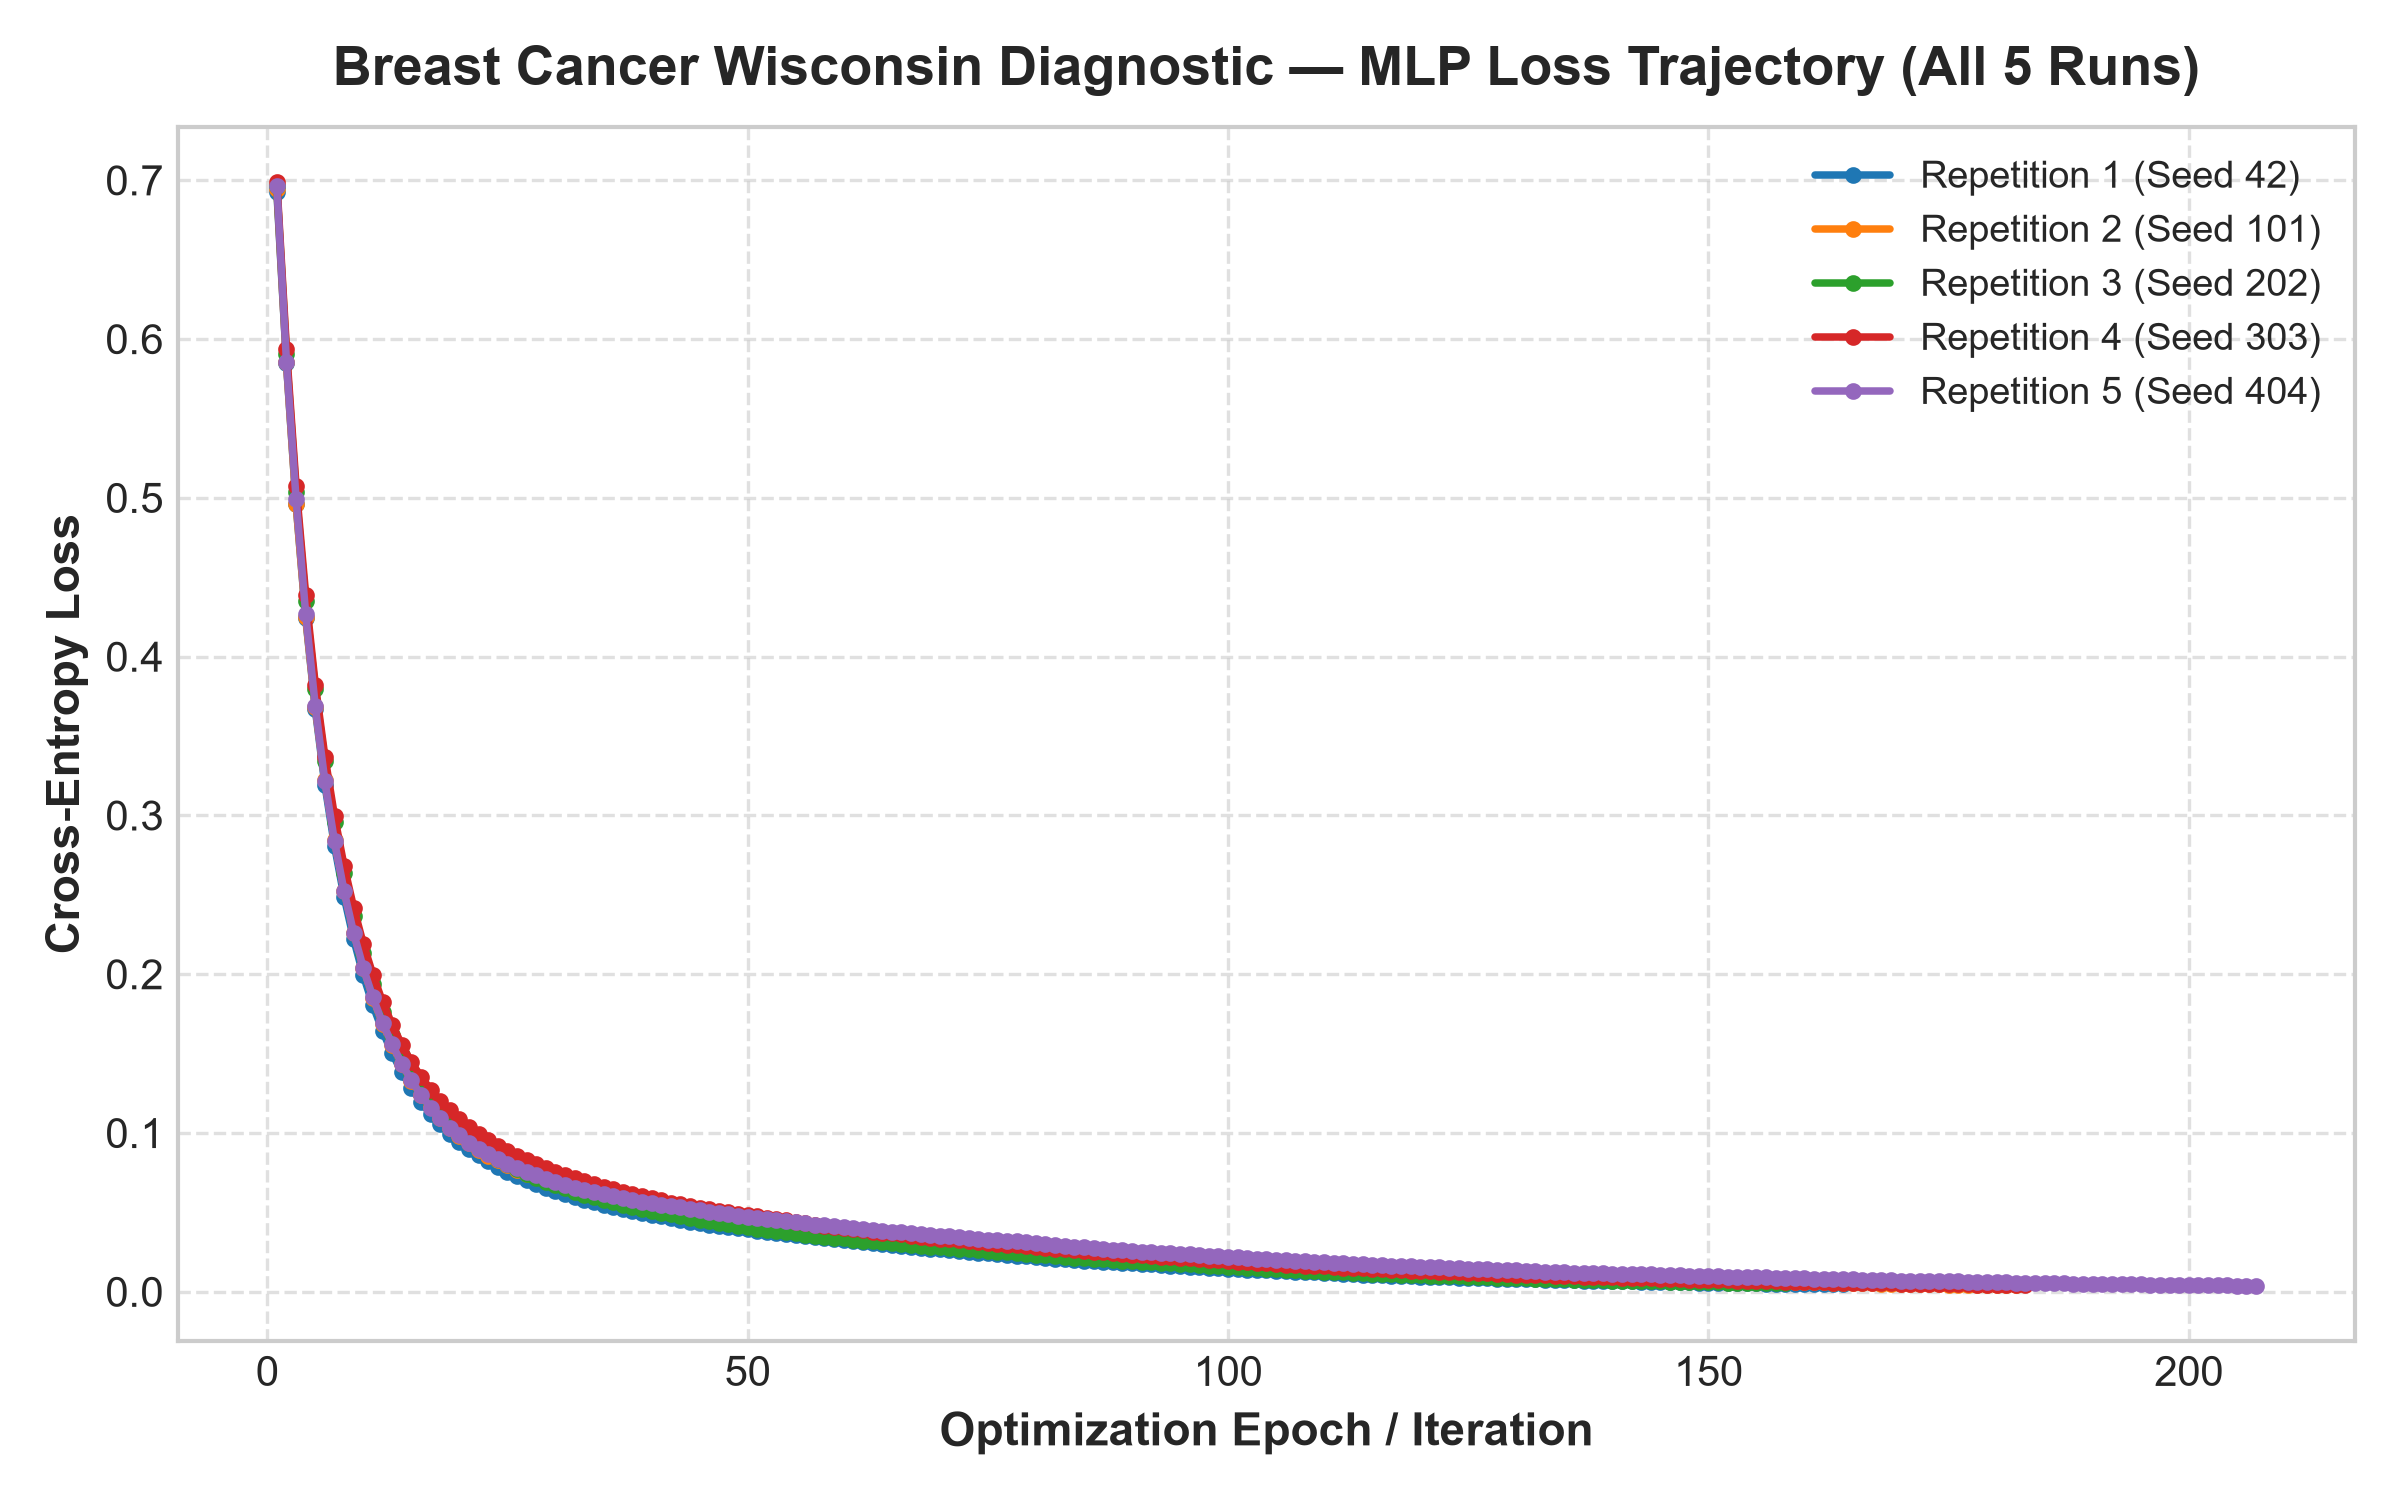 Breast Cancer Wisconsin Diagnostic — MLP Loss Trajectory (All 5 Runs)
Cross-Entropy Loss
0.7
0.6
0.5
0.4
0.3
0.2
0.1
0.0
Repetition 1 (Seed 42)
Repetition 2 (Seed 101)
Repetition 3 (Seed 202)
Repetition 4 (Seed 303)
Repetition 5 (Seed 404)
0 50 100 150 200
Optimization Epoch / Iteration